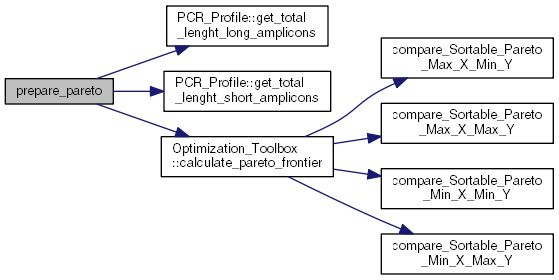 prepare_pareto
PCR_Profile::get_total
_lenght_long_amplicons
PCR_Profile::get_total
_lenght_short_amplicons
Optimization_Toolbox
::calculate_pareto_frontier
compare_Sortable_Pareto
_Max_X_Min_Y
compare_Sortable_Pareto
_Max_X_Max_Y
compare_Sortable_Pareto
_Min_X_Min_Y
compare_Sortable_Pareto
_Min_X_Max_Y